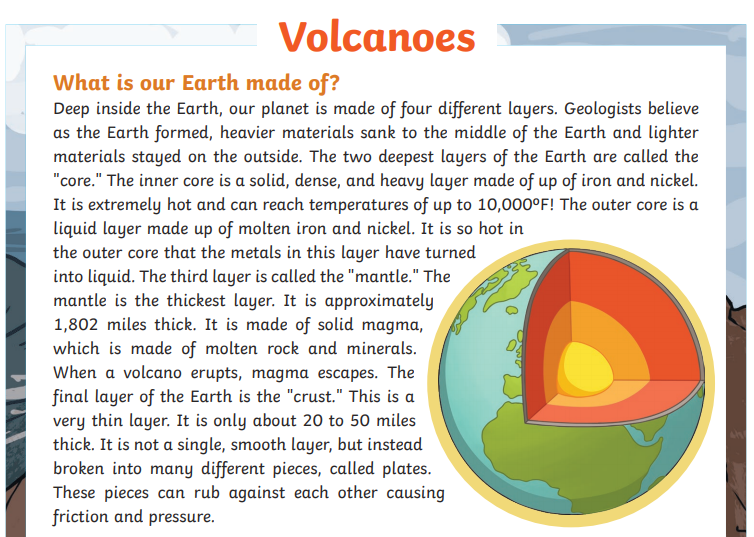 Volcanoes
What is our Earth made of?
Deep inside the Earth, our planet is made of four different layers. Geologists believe
as the Earth formed, heavier materials sank to the middle of the Earth and lighter
materials stayed on the outside. The two deepest layers of the Earth are called the
"core." The inner core is a solid, dense, and heavy layer made of up of iron and nickel.
It is extremely hot and can reach temperatures of up to 10,000ºF! The outer core is a
liquid layer made up of molten iron and nickel. It is so hot in
the outer core that the metals in this layer have turned
into liquid. The third layer is called the "mantle." The
mantle is the thickest layer. It is approximately
1,802 miles thick. It is made of solid magma,
which is made of molten rock and minerals.
When a volcano erupts, magma escapes. The
final layer of the Earth is the "crust." This is a
very thin layer. It is only about 20 to 50 miles
thick. It is not a single, smooth layer, but instead
broken into many different pieces, called plates.
These pieces can rub against each other causing
friction and pressure.